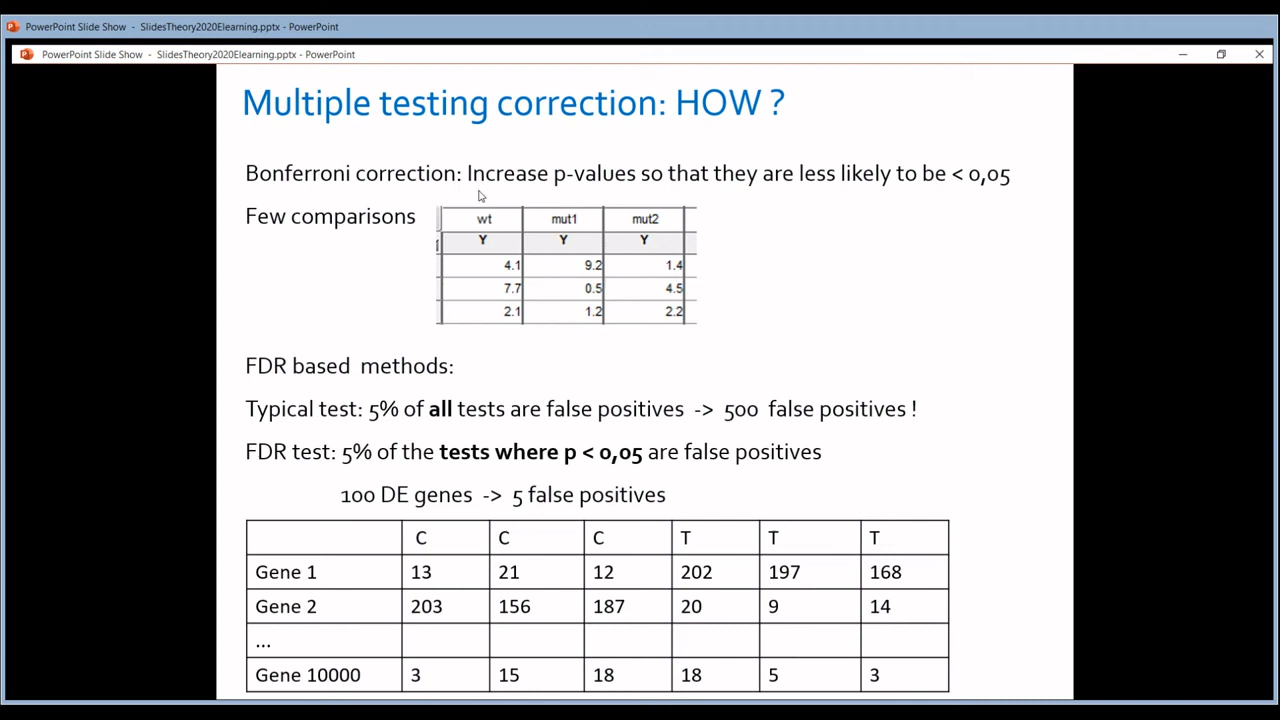 PowerPoint Slide Show - SlidesTheory2020Elearning.pptx - PowerPoint
PowerPoint Slide Show - SlidesTheory2020Elearning.pptx - PowerPoint
Multiple testing correction: HOW ?
Bonferroni correction: Increase p-values so that they are less likely to be < 0,05
Few comparisons
wt mut1 mut2
Y Y Y
4.1 9.2 1.4
7.7 0.5 4.5
2.1 1.2 2.2
FDR based methods:
Typical test: 5% of all tests are false positives -> 500 false positives !
FDR test: 5% of the tests where p < 0,05 are false positives
100 DE genes -> 5 false positives
C C C T T T
Gene 1 13 21 12 202 197 168
Gene 2 203 156 187 20 9 14
...
Gene 10000 3 15 18 18 5 3